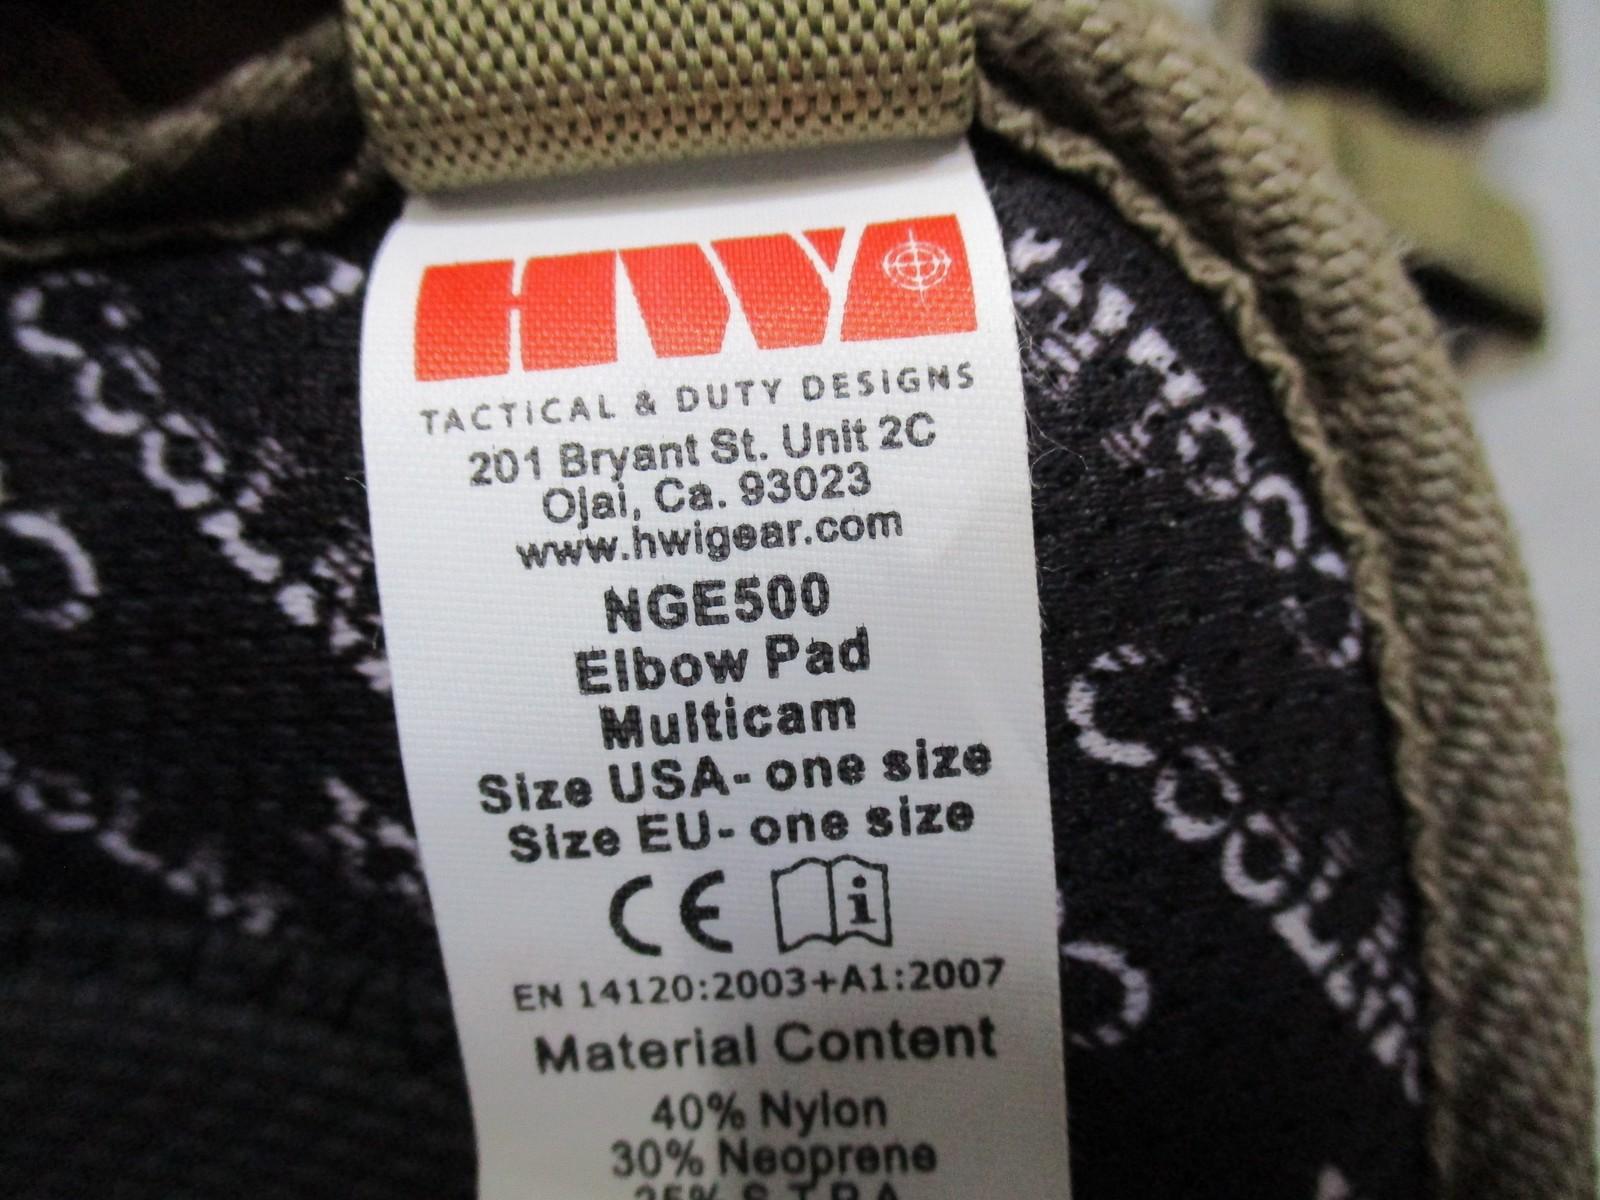 HWI
TACTICAL & DUTY DESIGNS
201 Bryant St. Unit 2C
Ojai, Ca. 93023
www.hwigear.com
NGE500
Elbow Pad
Multicam
Size USA- one size
Size EU- one size
CE i
EN 14120:2003+A1:2007
Material Content
40% Nylon
30% Neoprene